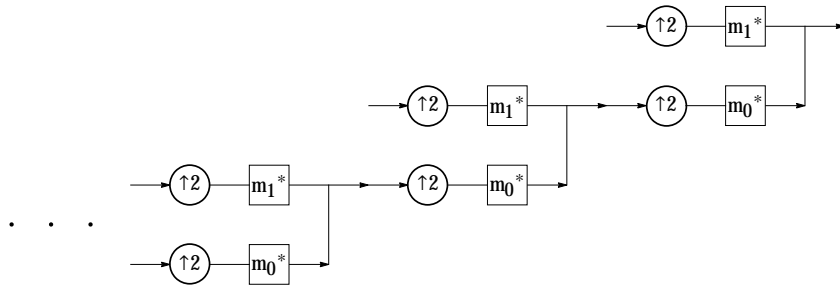 ↑2 m₁*
↑2 m₁* ↑2 m₀*
↑2 m₁* ↑2 m₀*
. . .
↑2 m₀*